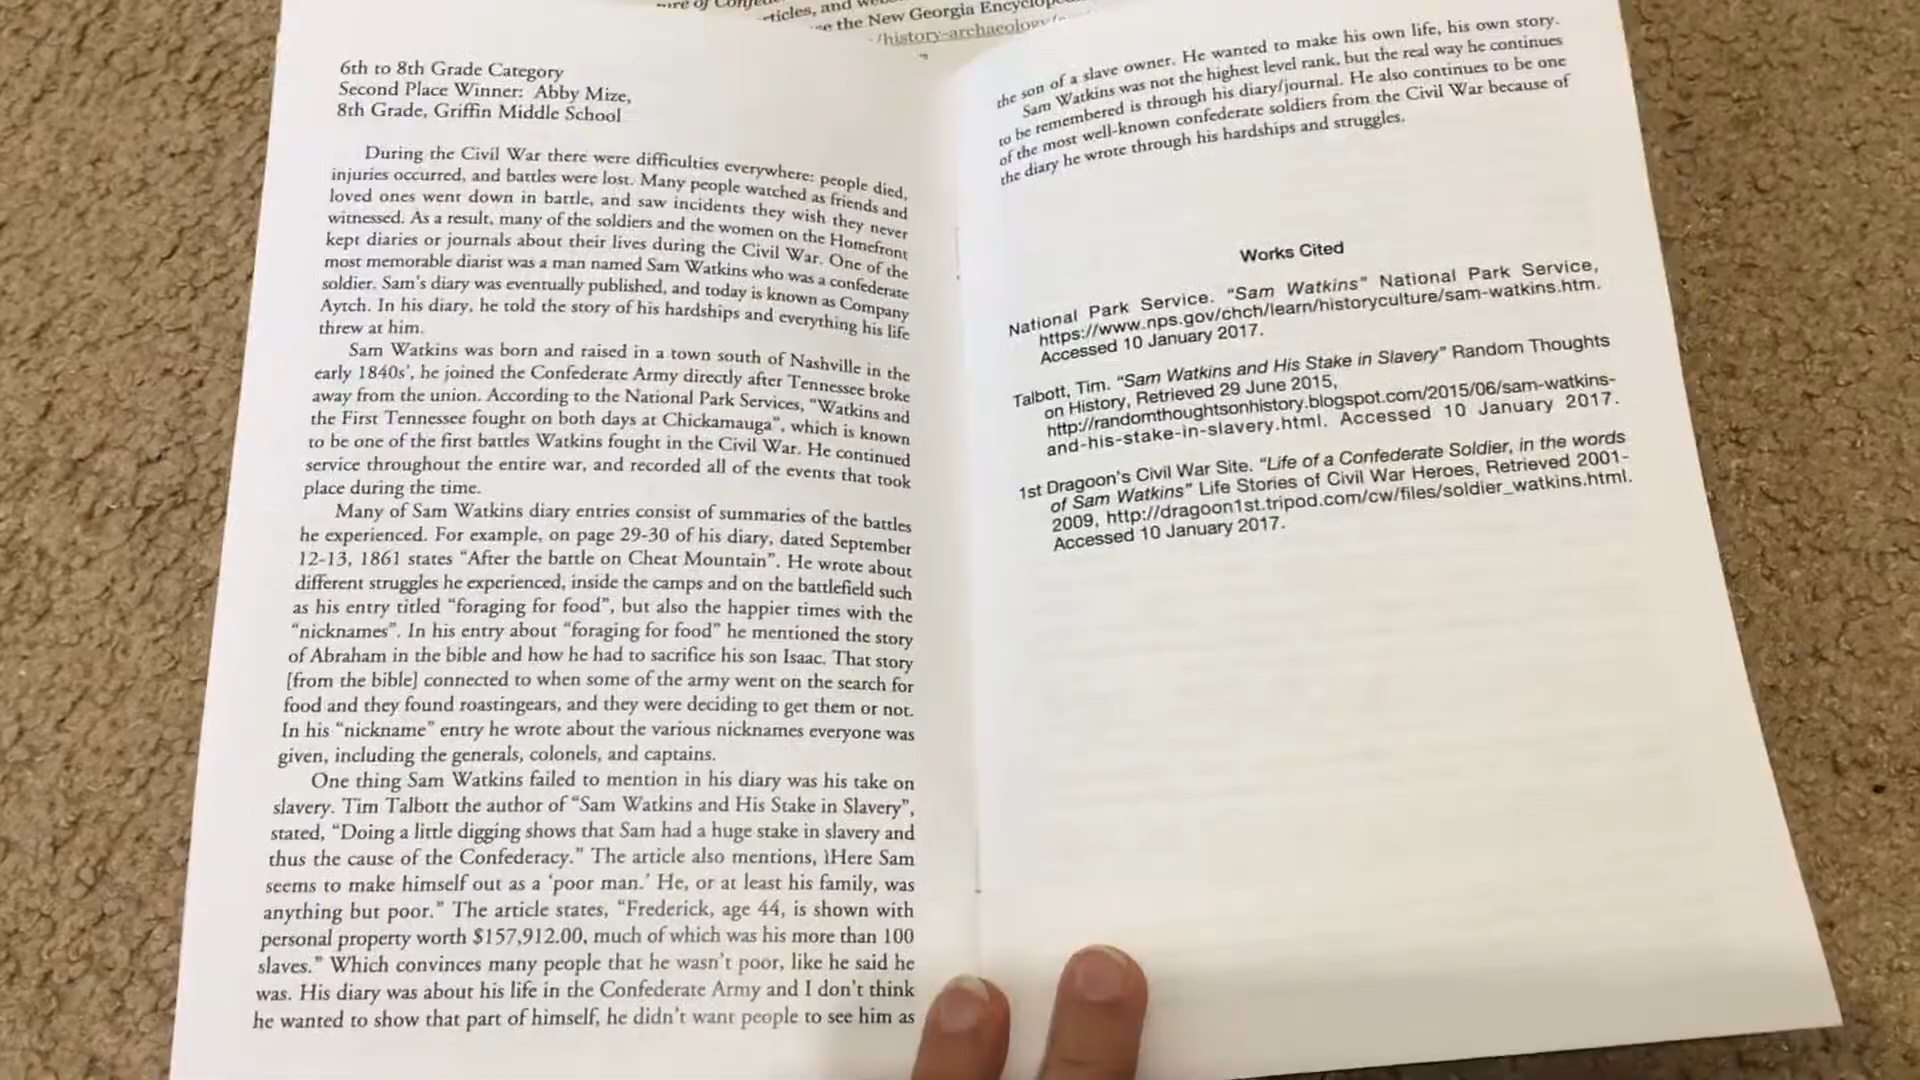 ire of Confe
rticles, and web
e the New Georgia Encyclop
/history-archaeology/
6th to 8th Grade Category
Second Place Winner: Abby Mize,
8th Grade, Griffin Middle School
During the Civil War there were difficulties everywhere: people died,
injuries occurred, and battles were lost. Many people watched as friends and
loved ones went down in battle, and saw incidents they wish they never
witnessed. As a result, many of the soldiers and the women on the Homefront
kept diaries or journals about their lives during the Civil War. One of the
most memorable diarist was a man named Sam Watkins who was a confederate
soldier. Sam's diary was eventually published, and today is known as Company
Aytch. In his diary, he told the story of his hardships and everything his life
threw at him.
Sam Watkins was born and raised in a town south of Nashville in the
early 1840s', he joined the Confederate Army directly after Tennessee broke
away from the union. According to the National Park Services, "Watkins and
the First Tennessee fought on both days at Chickamauga", which is known
to be one of the first battles Watkins fought in the Civil War. He continued
service throughout the entire war, and recorded all of the events that took
place during the time.
Many of Sam Watkins diary entries consist of summaries of the battles
he experienced. For example, on page 29-30 of his diary, dated September
12-13, 1861 states "After the battle on Cheat Mountain". He wrote about
different struggles he experienced, inside the camps and on the battlefield such
as his entry titled "foraging for food", but also the happier times with the
"nicknames". In his entry about "foraging for food" he mentioned the story
of Abraham in the bible and how he had to sacrifice his son Isaac. That story
[from the bible] connected to when some of the army went on the search for
food and they found roastingears, and they were deciding to get them or not.
In his "nickname" entry he wrote about the various nicknames everyone was
given, including the generals, colonels, and captains.
One thing Sam Watkins failed to mention in his diary was his take on
slavery. Tim Talbott the author of "Sam Watkins and His Stake in Slavery",
stated, "Doing a little digging shows that Sam had a huge stake in slavery and
thus the cause of the Confederacy." The article also mentions, lHere Sam
seems to make himself out as a 'poor man.' He, or at least his family, was
anything but poor." The article states, "Frederick, age 44, is shown with
personal property worth $157,912.00, much of which was his more than 100
slaves." Which convinces many people that he wasn't poor, like he said he
was. His diary was about his life in the Confederate Army and I don't think
he wanted to show that part of himself, he didn't want people to see him as
the son of a slave owner. He wanted to make his own life, his own story.
Sam Watkins was not the highest level rank, but the real way he continues
to be remembered is through his diary/journal. He also continues to be one
of the most well-known confederate soldiers from the Civil War because of
the diary he wrote through his hardships and struggles.
Works Cited
National Park Service. "Sam Watkins" National Park Service,
https://www.nps.gov/chch/learn/historyculture/sam-watkins.htm.
Accessed 10 January 2017.
Talbott, Tim. "Sam Watkins and His Stake in Slavery" Random Thoughts
on History, Retrieved 29 June 2015,
http://randomthoughtsonhistory.blogspot.com/2015/06/sam-watkins-
and-his-stake-in-slavery.html. Accessed 10 January 2017.
1st Dragoon's Civil War Site. "Life of a Confederate Soldier, in the words
of Sam Watkins" Life Stories of Civil War Heroes, Retrieved 2001-
2009, http://dragoon1st.tripod.com/cw/files/soldier_watkins.html.
Accessed 10 January 2017.